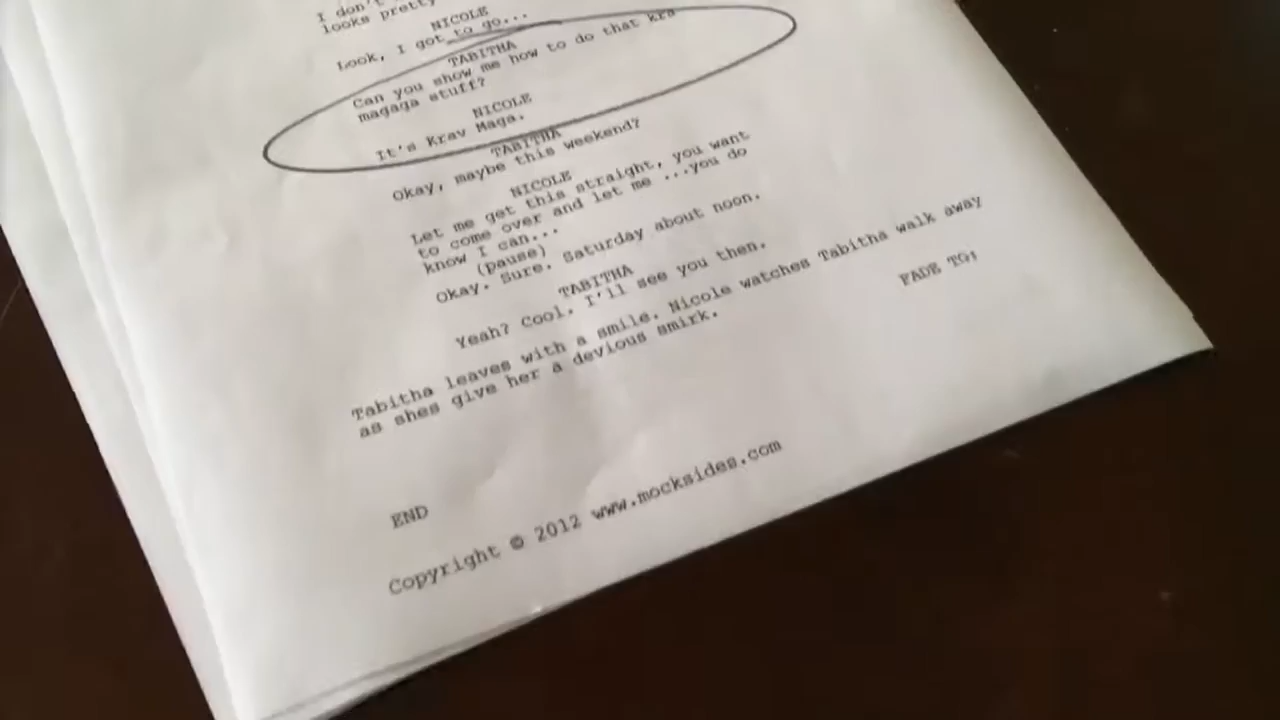 I don't
looks pretty
NICOLE
Look, I got to go...
TABITHA
Can you show me how to do that kra
magaga stuff?
NICOLE
It's Krav Maga.
TABITHA
Okay, maybe this weekend?
NICOLE
Let me get this straight, you want
to come over and let me ...you do
know I can...
(pause)
Okay. Sure. Saturday about noon.
TABITHA
Yeah? Cool. I'll see you then.
Tabitha leaves with a smile. Nicole watches Tabitha walk away
as shes give her a devious smirk.
FADE TO:
END
Copyright © 2012 www.mocksides.com